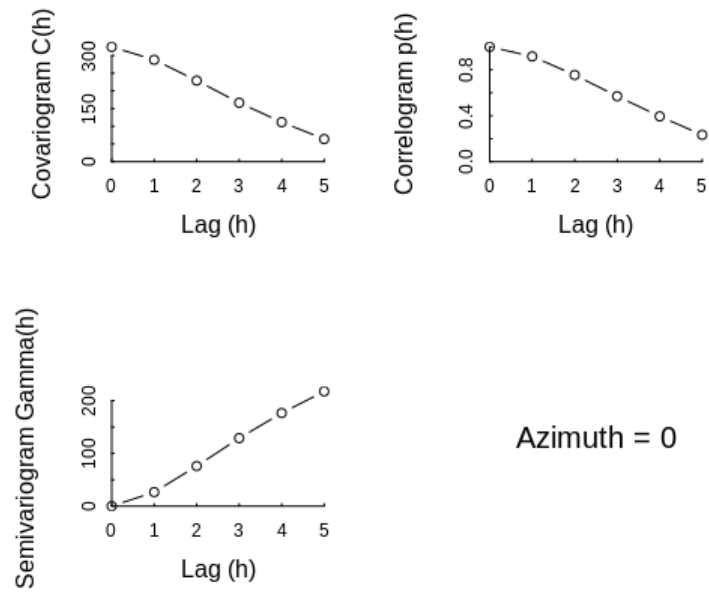 Covariogram C(h)
300
150
0
0 1 2 3 4 5
Lag (h)
Correlogram p(h)
0.8
0.4
0.0
0 1 2 3 4 5
Lag (h)
Semivariogram Gamma(h)
200
100
0
0 1 2 3 4 5
Lag (h)
Azimuth = 0